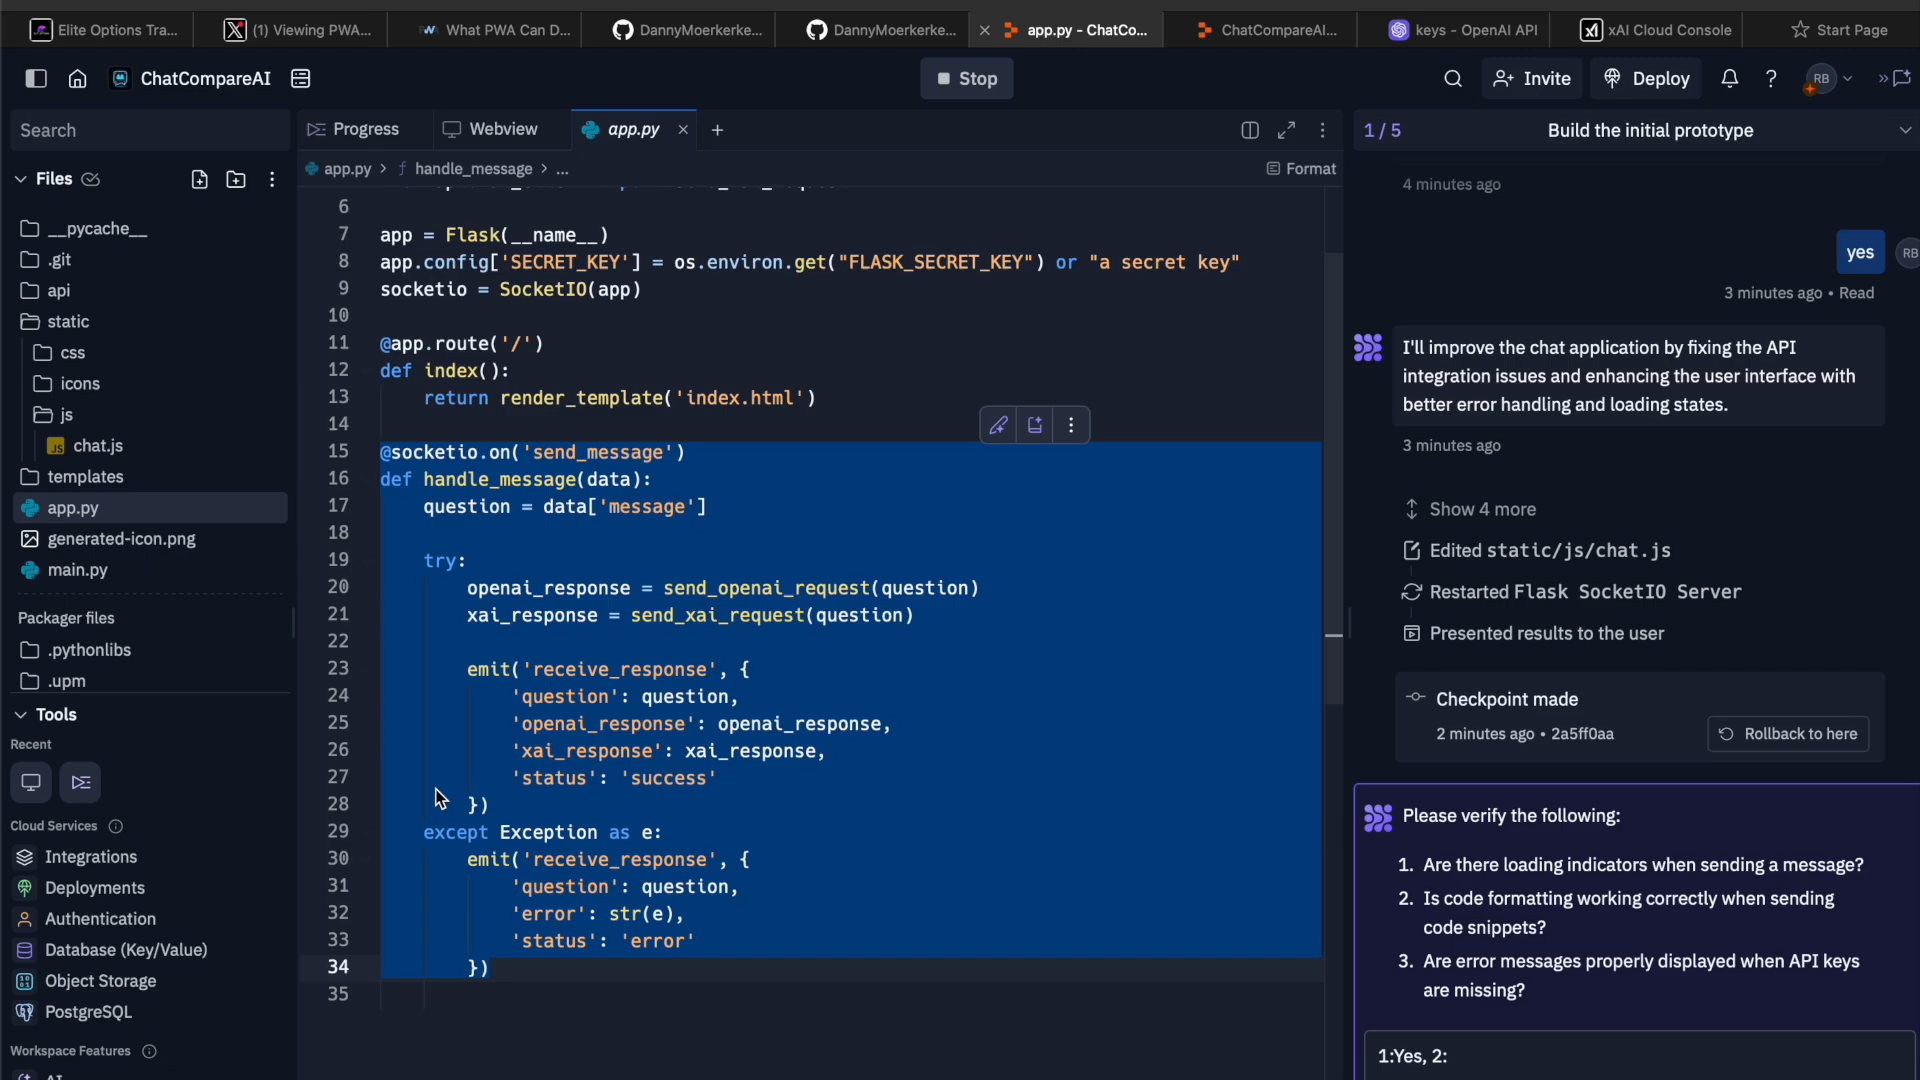 Elite Options Tra...
(1) Viewing PWA...
What PWA Can D...
DannyMoerkerke...
DannyMoerkerke...
app.py - ChatCo...
ChatCompareAI...
keys - OpenAI API
xAI Cloud Console
Start Page
ChatCompareAI
Stop
Invite
Deploy
RB
Search
Progress
Webview
app.py
1 / 5
Build the initial prototype
app.py > handle_message > ...
Format
Files
__pycache__
.git
api
static
css
icons
js
chat.js
templates
app.py
generated-icon.png
main.py
Packager files
.pythonlibs
.upm
Tools
Recent
Cloud Services
Integrations
Deployments
Authentication
Database (Key/Value)
Object Storage
PostgreSQL
Workspace Features
AI
6
7 app = Flask(__name__)
8 app.config['SECRET_KEY'] = os.environ.get("FLASK_SECRET_KEY") or "a secret key"
9 socketio = SocketIO(app)
10
11 @app.route('/')
12 def index():
13 return render_template('index.html')
14
15 @socketio.on('send_message')
16 def handle_message(data):
17 question = data['message']
18
19 try:
20 openai_response = send_openai_request(question)
21 xai_response = send_xai_request(question)
22
23 emit('receive_response', {
24 'question': question,
25 'openai_response': openai_response,
26 'xai_response': xai_response,
27 'status': 'success'
28 })
29 except Exception as e:
30 emit('receive_response', {
31 'question': question,
32 'error': str(e),
33 'status': 'error'
34 })
35
4 minutes ago
yes
RB
3 minutes ago • Read
I'll improve the chat application by fixing the API
integration issues and enhancing the user interface with
better error handling and loading states.
3 minutes ago
Show 4 more
Edited static/js/chat.js
Restarted Flask SocketIO Server
Presented results to the user
Checkpoint made
2 minutes ago • 2a5ff0aa
Rollback to here
Please verify the following:
1. Are there loading indicators when sending a message?
2. Is code formatting working correctly when sending
code snippets?
3. Are error messages properly displayed when API keys
are missing?
1:Yes, 2: